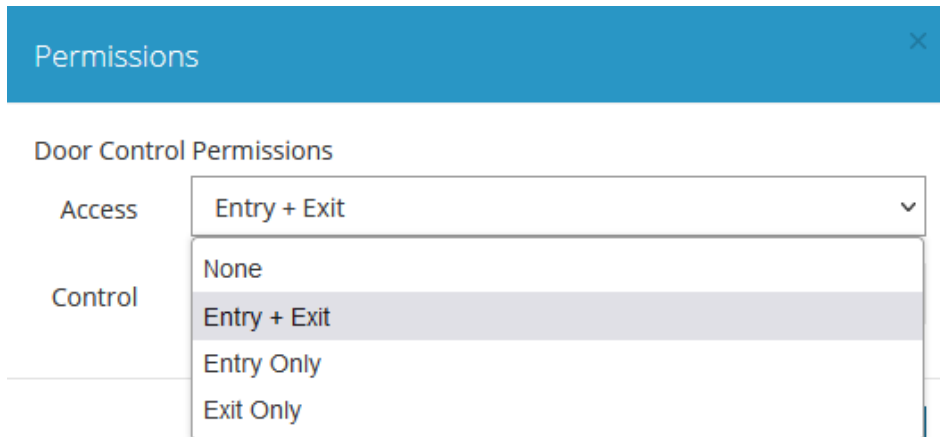 Permissions
Door Control Permissions
Access
Entry + Exit
None
Control
Entry + Exit
Entry Only
Exit Only